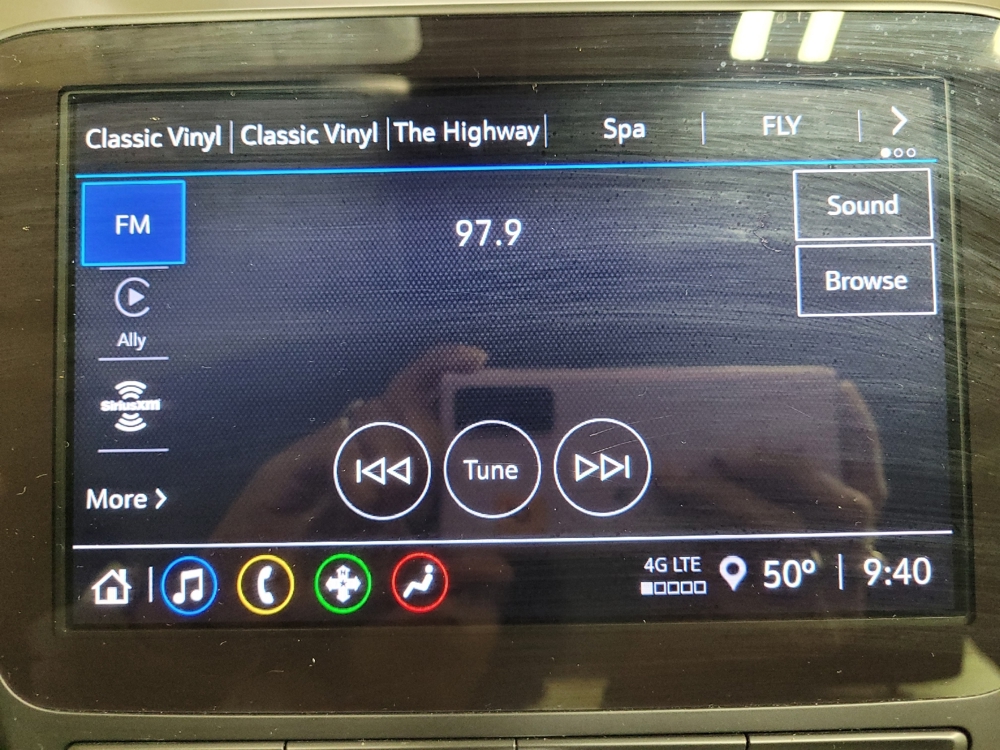 Classic Vinyl Classic Vinyl The Highway Spa FLY
FM
97.9
Sound
Browse
Ally
SiriusXM
Tune
More
4G LTE
50° 9:40